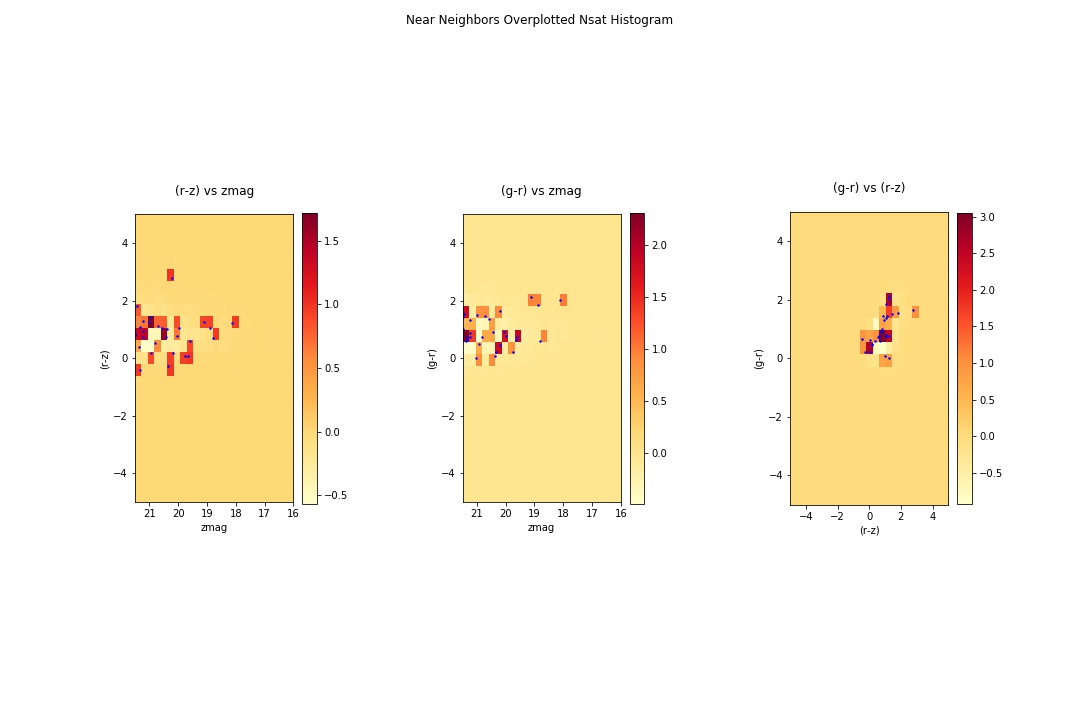 Near Neighbors Overplotted Nsat Histogram
(r-z) vs zmag
4
2
0
−2
−4
(r-z)
21 20 19 18 17 16
zmag
1.5
1.0
0.5
0.0
−0.5
(g-r) vs zmag
4
2
0
−2
−4
(g-r)
21 20 19 18 17 16
zmag
2.0
1.5
1.0
0.5
0.0
(g-r) vs (r-z)
4
2
0
−2
−4
(g-r)
−4 −2 0 2 4
(r-z)
3.0
2.5
2.0
1.5
1.0
0.5
0.0
−0.5